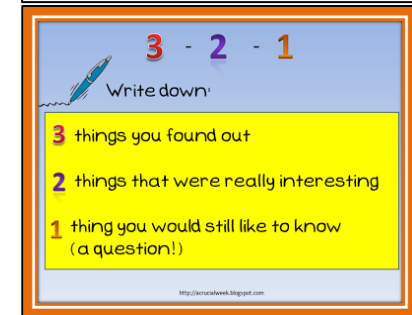 3 - 2 - 1
Write down:
3 things you found out
2 things that were really interesting
1 thing you would still like to know
(a question!)
http://acrucialweek.blogspot.com